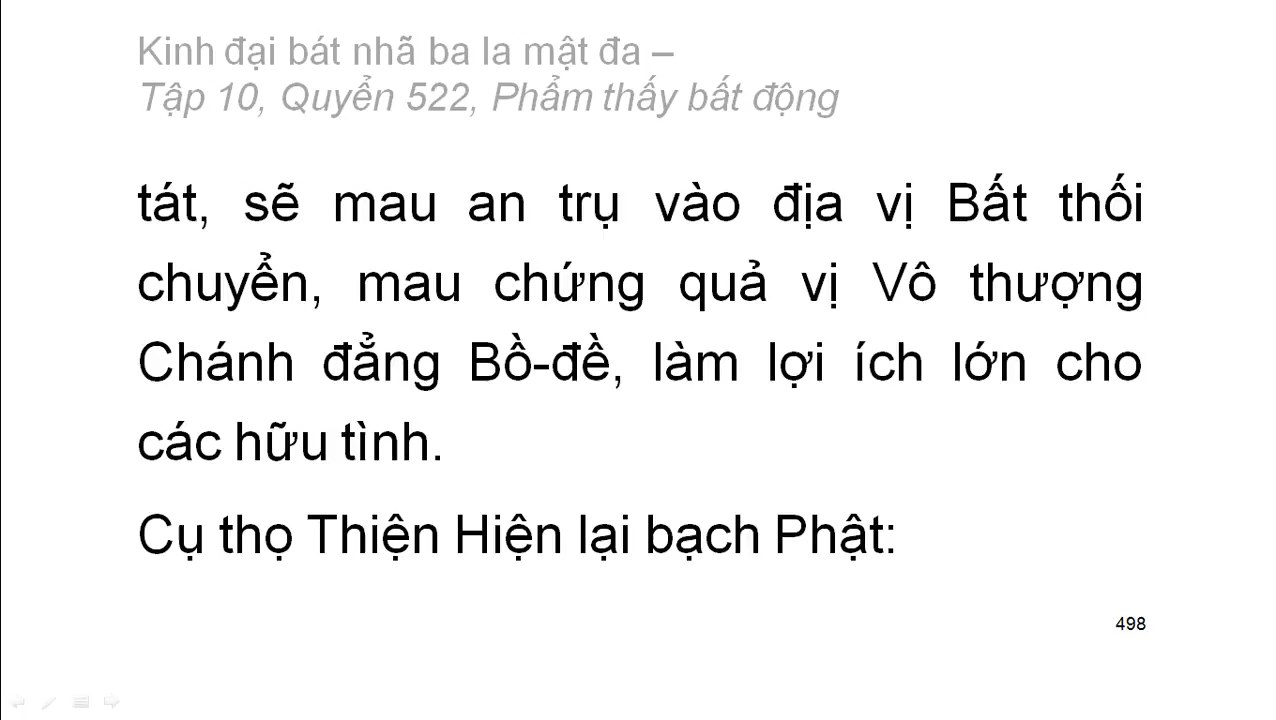 Kinh đại bát nhã ba la mật đa –
Tập 10, Quyển 522, Phẩm thấy bất động
tát, sẽ mau an trụ vào địa vị Bất thối
chuyển, mau chứng quả vị Vô thượng
Chánh đẳng Bồ-đề, làm lợi ích lớn cho
các hữu tình.
Cụ thọ Thiện Hiện lại bạch Phật:
498